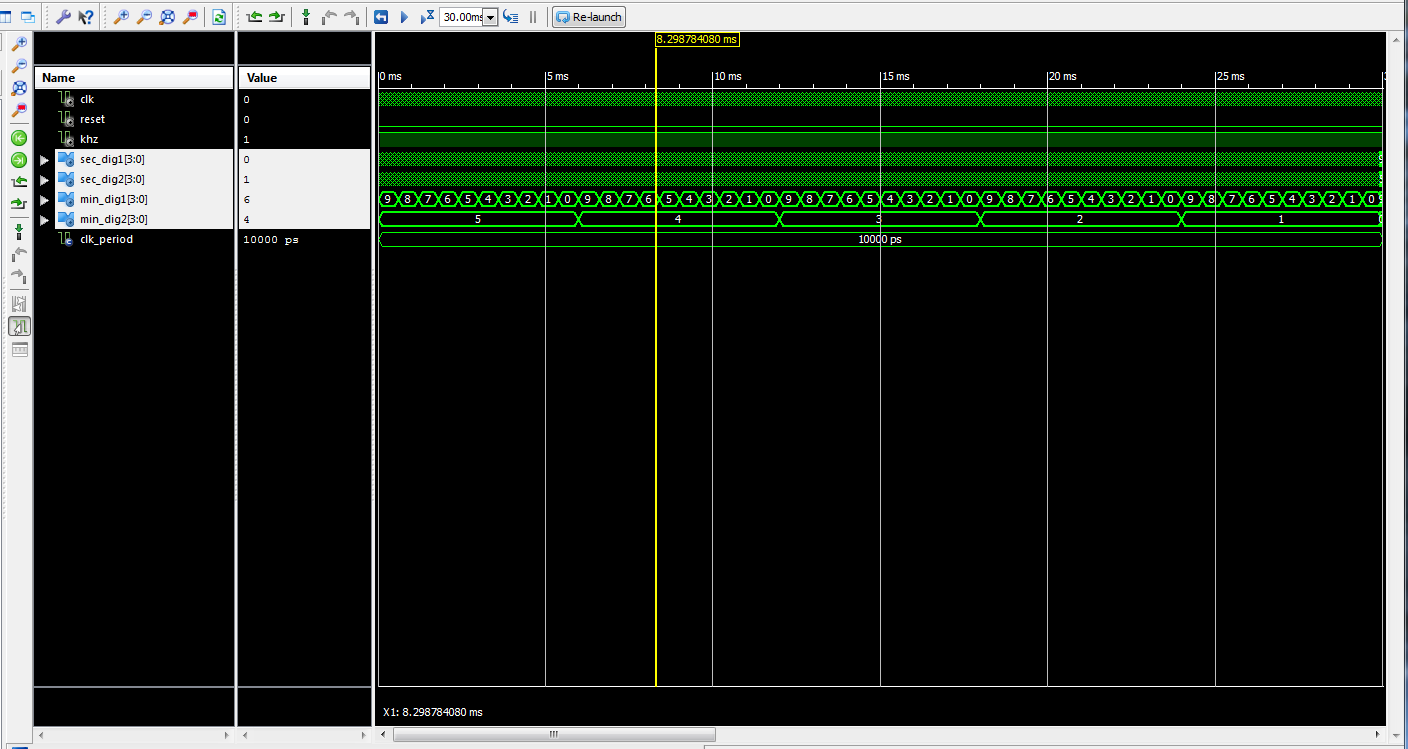 30.00ms Re-launch
8.298784080 ms
Name Value
0 ms 5 ms 10 ms 15 ms 20 ms 25 ms
clk 0
reset 0
khz 1
sec_dig1[3:0] 0
sec_dig2[3:0] 1
min_dig1[3:0] 6 9 8 7 6 5 4 3 2 1 0 9 8 7 6 5 4 3 2 1 0 9 8 7 6 5 4 3 2 1 0 9 8 7 6 5 4 3 2 1 0 9 8 7 6 5 4 3 2 1 0
min_dig2[3:0] 4 5 4 3 2 1
clk_period 10000 ps 10000 ps
X1: 8.298784080 ms